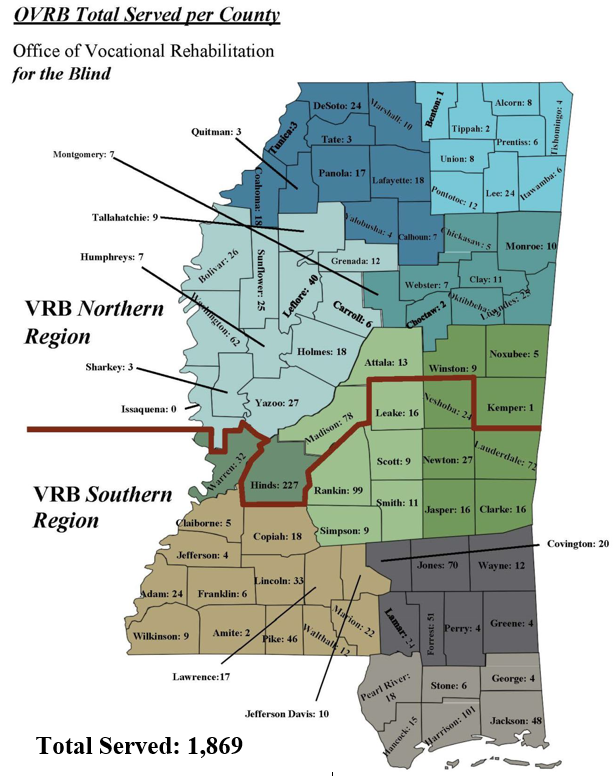 OVRB Total Served per County
Office of Vocational Rehabilitation
for the Blind
DeSoto: 24
Marshall: 10
Benton: 1
Alcorn: 8
Tishomingo: 4
Tunica:3
Quitman: 3
Tate: 3
Tippah: 2
Prentiss: 6
Montgomery: 7
Union: 8
Panola: 17
Lafayette: 18
Coahoma: 18
Pontotoc: 12
Lee: 24
Itawamba: 6
Tallahatchie: 9
Yalobusha: 4
Calhoun: 7
Chickasaw: 5
Monroe: 10
Humphreys: 7
Bolivar: 26
Sunflower: 25
Grenada: 12
Leflore: 40
Webster: 7
Clay: 11
Oktibbeha:
Lowndes: 29
Washington: 62
Carroll: 6
Choctaw: 2
VRB Northern
Region
Holmes: 18
Attala: 13
Winston: 9
Noxubee: 5
Sharkey: 3
Issaquena: 0
Yazoo: 27
Madison: 78
Leake: 16
Neshoba: 24
Kemper: 1
Warren: 32
Hinds: 227
Rankin: 99
Scott: 9
Newton: 27
Lauderdale: 72
VRB Southern
Region
Smith: 11
Jasper: 16
Clarke: 16
Claiborne: 5
Copiah: 18
Simpson: 9
Covington: 20
Jefferson: 4
Jones: 70
Wayne: 12
Adam: 24
Franklin: 6
Lincoln: 33
Marion: 22
Lamar: 24
Forrest: 51
Perry: 4
Greene: 4
Wilkinson: 9
Amite: 2
Pike: 46
Walthall: 12
Lawrence:17
Pearl River:
18
Stone: 6
George: 4
Jefferson Davis: 10
Hancock: 15
Harrison: 101
Jackson: 48
Total Served: 1,869